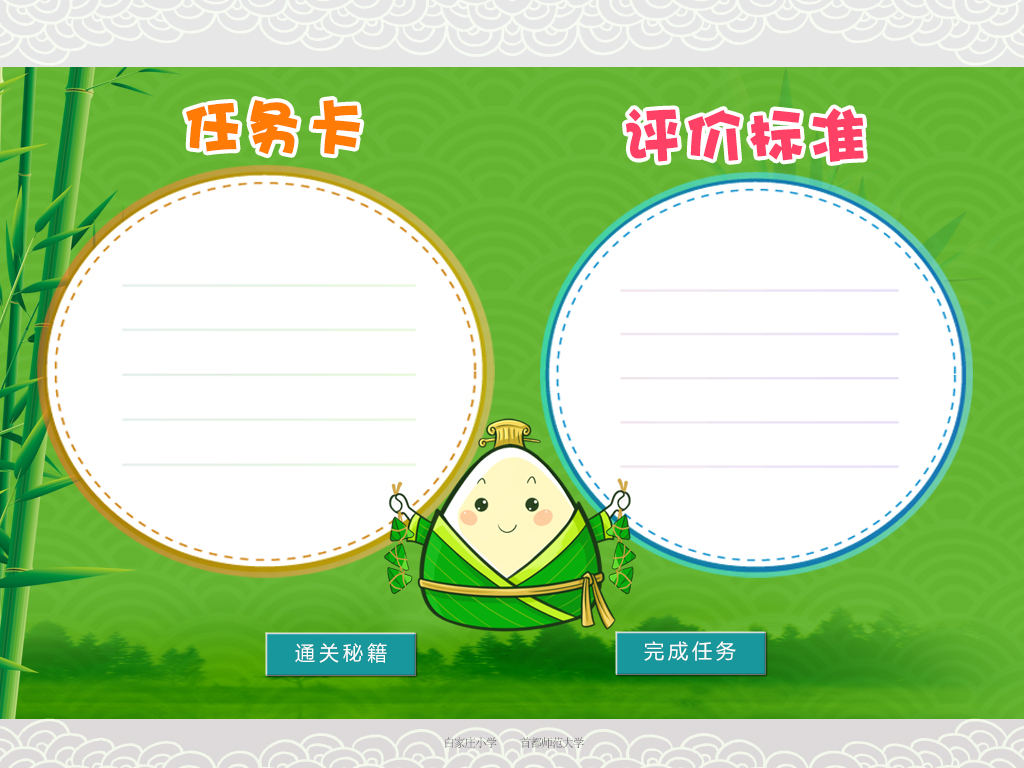 任务卡
评价标准
通关秘籍
完成任务
白家庄小学 首都师范大学